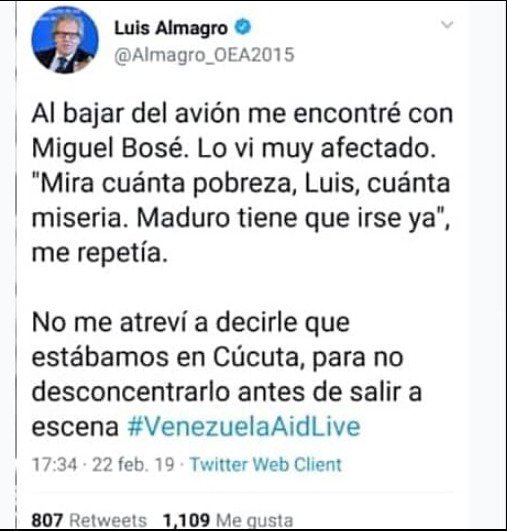 Luis Almagro
@Almagro_OEA2015
Al bajar del avión me encontré con
Miguel Bosé. Lo vi muy afectado.
"Mira cuánta pobreza, Luis, cuánta
miseria. Maduro tiene que irse ya",
me repetía.
No me atreví a decirle que
estábamos en Cúcuta, para no
desconcentrarlo antes de salir a
escena #VenezuelaAidLive
17:34 · 22 feb. 19 · Twitter Web Client
807 Retweets 1,109 Me gusta